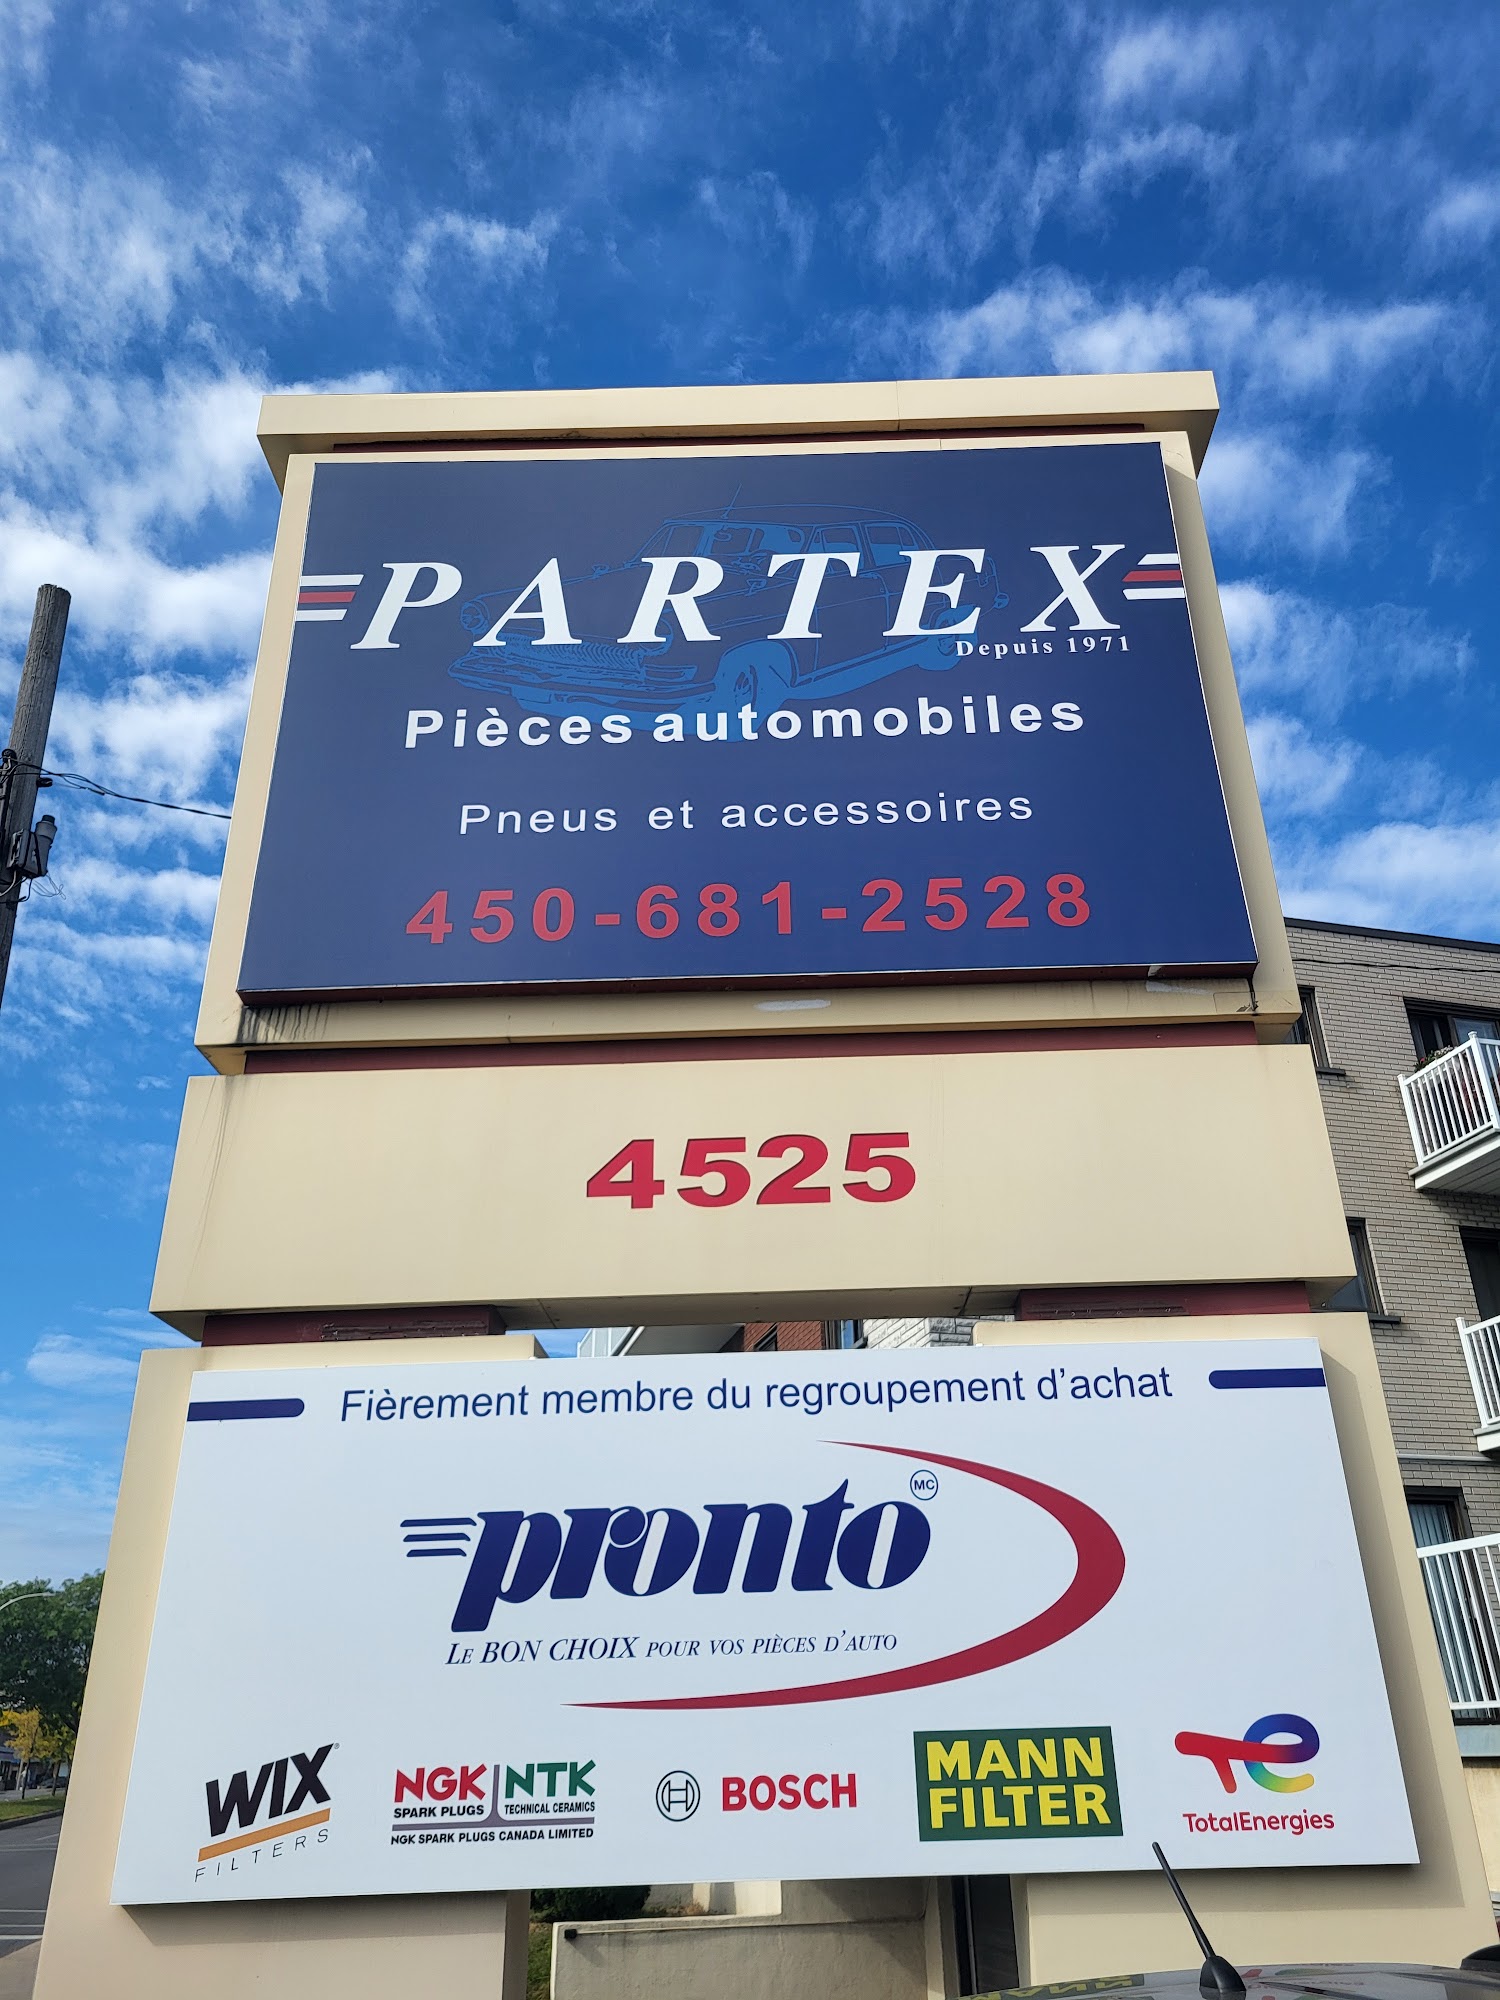 PARTEX
Depuis 1971
Pièces automobiles
Pneus et accessoires
450-681-2528
4525
Fièrement membre du regroupement d'achat
pronto MC
LE BON CHOIX POUR VOS PIÈCES D'AUTO
WIX
FILTERS
NGK NTK
SPARK PLUGS TECHNICAL CERAMICS
NGK SPARK PLUGS CANADA LIMITED
BOSCH
MANN
FILTER
TotalEnergies